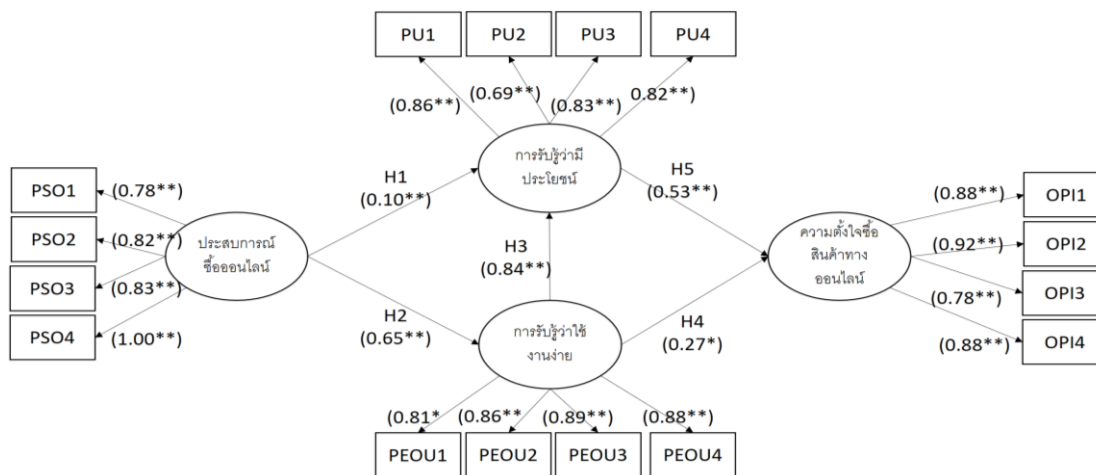 PU1
PU2
PU3
PU4
(0.86**)
(0.69**)
(0.83**)
0.82**)
การรับรู้ว่ามี
ประโยชน์
H1
(0.10**)
H5
(0.53**)
PSO1
PSO2
PSO3
PSO4
(0.78**)
(0.82**)
(0.83**)
(1.00**)
ประสบการณ์
ซื้อออนไลน์
H3
(0.84**)
ความตั้งใจซื้อ
สินค้าทาง
ออนไลน์
(0.88**)
(0.92**)
(0.78**)
(0.88**)
OPI1
OPI2
OPI3
OPI4
H2
(0.65**)
H4
(0.27*)
การรับรู้ว่าใช้
งานง่าย
(0.81*
(0.86**
(0.89**)
(0.88**)
PEOU1
PEOU2
PEOU3
PEOU4